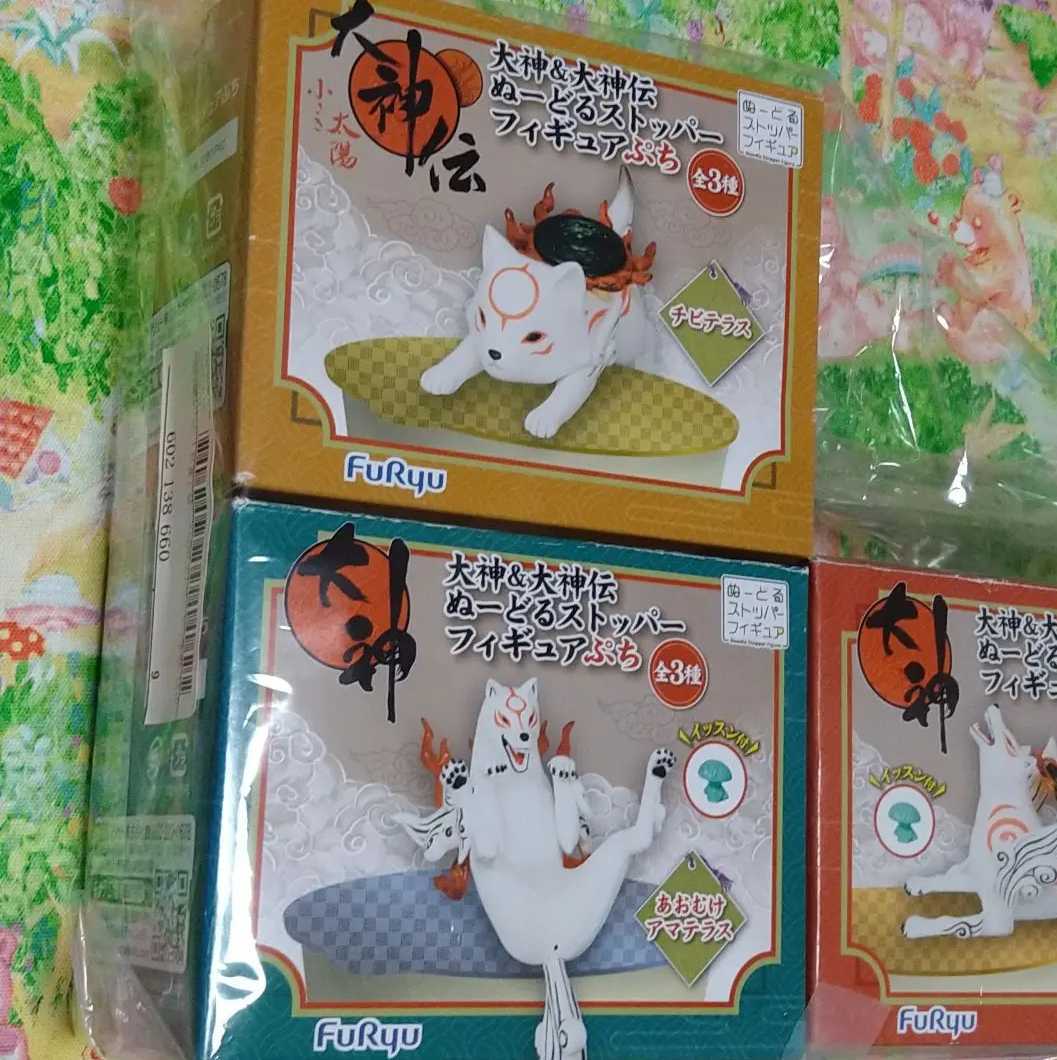 大神伝
小さき太陽
大神&大神伝
ぬーどるストッパー
フィギュアぷち
全3種
ぬーどる
ストッパー
フィギュア
チビテラス
FuRyu
602 138 660
9
大神
大神&大神伝
ぬーどるストッパー
フィギュアぷち
全3種
ぬーどる
ストッパー
フィギュア
イッスン付
あおむけ
アマテラス
FuRyu
大神
大神&大
ぬーどる
フィギュ
イッスン付
FuRyu